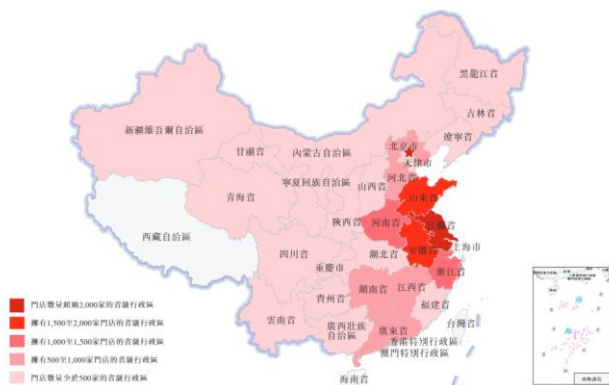 黑龍江省
吉林省
遼寧省
新疆維吾爾自治區
甘肅省
內蒙古自治區
北京市
天津市
河北省
山西省
寧夏回族自治區
青海省
山東省
陝西省
河南省
江蘇省
西藏自治區
安徽省
上海市
四川省
湖北省
重慶市
浙江省
貴州省
湖南省
江西省
福建省
雲南省
廣西壯族
自治區
廣東省
台灣省
香港特別行政區
澳門特別行政區
海南省
南
海
門店數量超過2,000家的省級行政區
擁有1,500至2,000家門店的省級行政區
擁有1,000至1,500家門店的省級行政區
擁有500至1,000家門店的省級行政區
門店數量少於500家的省級行政區
南海諸島